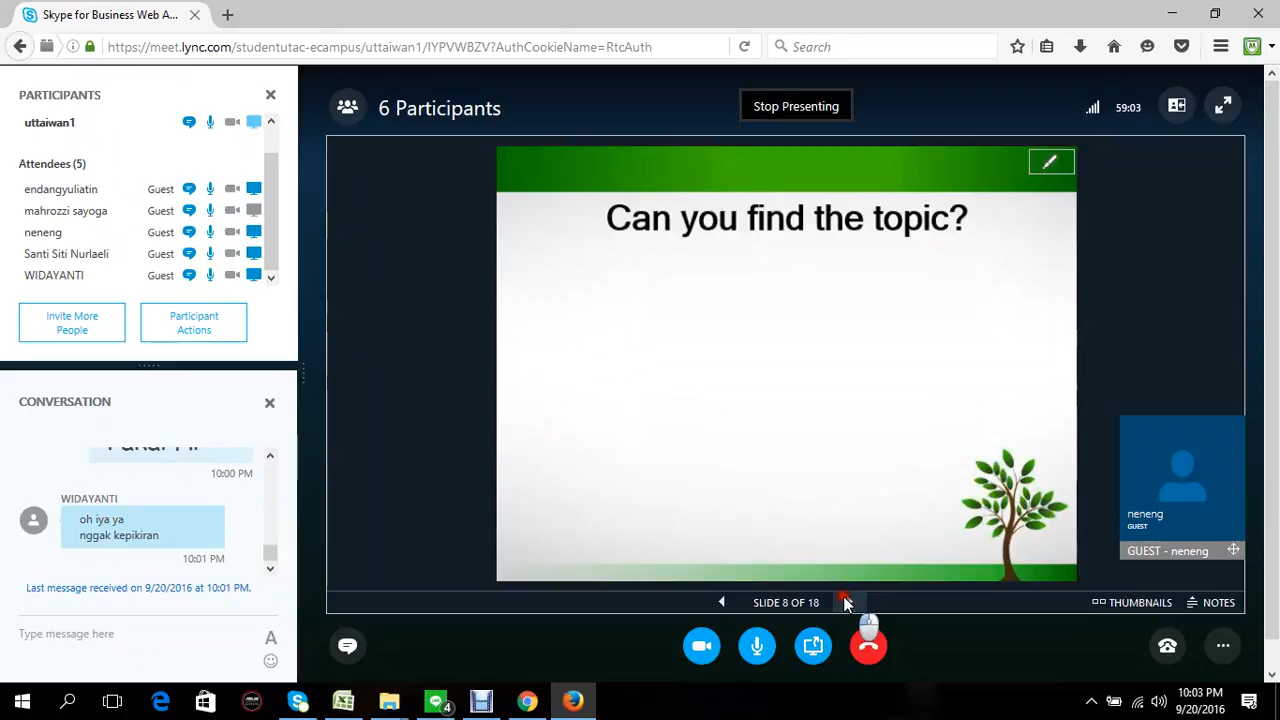 Skype for Business Web A...
https://meet.lync.com/studentutac-ecampus/uttaiwan1/IYPVWBZV?AuthCookieName=RtcAuth
Search
PARTICIPANTS
uttaiwan1
Attendees (5)
endangyuliatin Guest
mahrozzi sayoga Guest
neneng Guest
Santi Siti Nurlaeli Guest
WIDAYANTI Guest
Invite More
People
Participant
Actions
CONVERSATION
10:00 PM
WIDAYANTI
oh iya ya
nggak kepikiran
10:01 PM
Last message received on 9/20/2016 at 10:01 PM.
Type message here
A
6 Participants
Stop Presenting
59:03
Can you find the topic?
neneng
GUEST
GUEST - neneng
SLIDE 8 OF 18
THUMBNAILS
NOTES
4
10:03 PM
9/20/2016